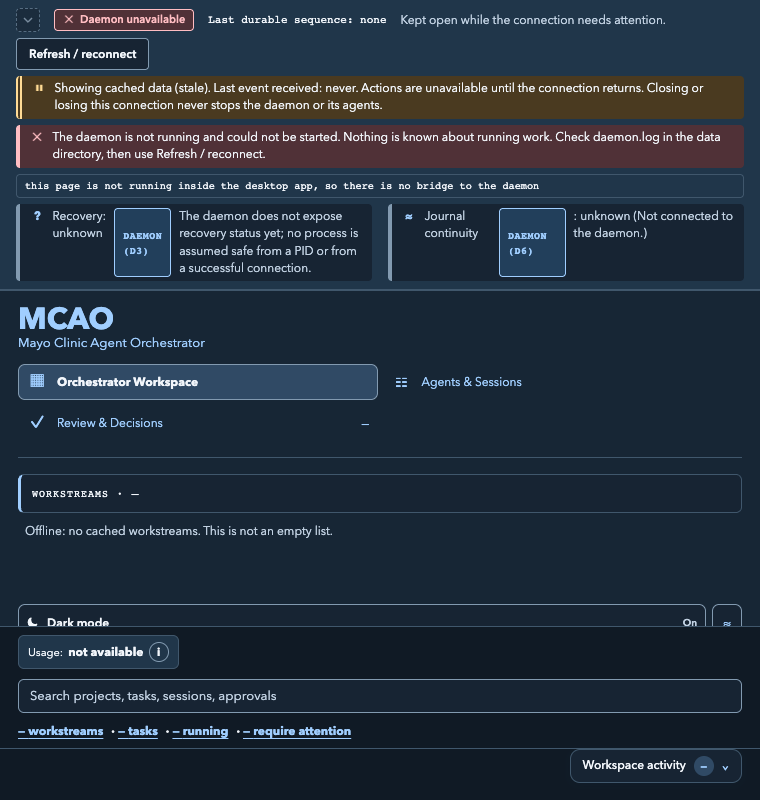 Daemon unavailable Last durable sequence: none Kept open while the connection needs attention.
Refresh / reconnect
Showing cached data (stale). Last event received: never. Actions are unavailable until the connection returns. Closing or
losing this connection never stops the daemon or its agents.
The daemon is not running and could not be started. Nothing is known about running work. Check daemon.log in the data
directory, then use Refresh / reconnect.
this page is not running inside the desktop app, so there is no bridge to the daemon
? Recovery:
unknown
DAEMON
(D3)
The daemon does not expose
recovery status yet; no process is
assumed safe from a PID or from
a successful connection.
≈ Journal
continuity
DAEMON
(D6)
: unknown (Not connected to
the daemon.)
MCAO
Mayo Clinic Agent Orchestrator
Orchestrator Workspace
Agents & Sessions
Review & Decisions –
WORKSTREAMS · –
Offline: no cached workstreams. This is not an empty list.
Dark mode On ≈
Usage: not available i
Search projects, tasks, sessions, approvals
– workstreams · – tasks · – running · – require attention
Workspace activity –